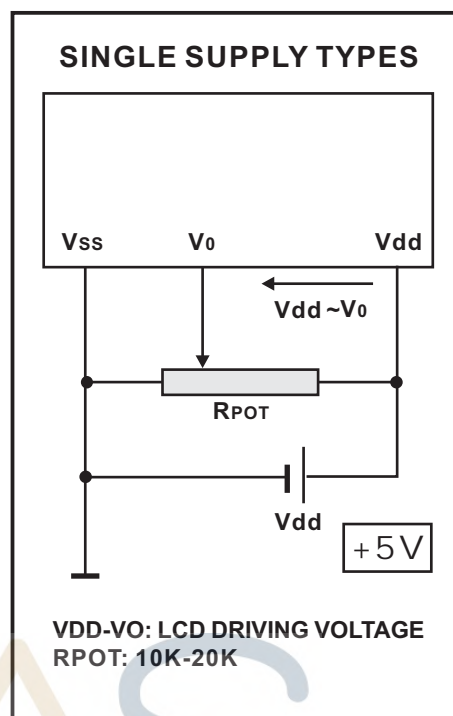 SINGLE SUPPLY TYPES
VSS V0 Vdd
Vdd ~V0
RPOT
Vdd
+5V
VDD-VO: LCD DRIVING VOLTAGE
RPOT: 10K-20K